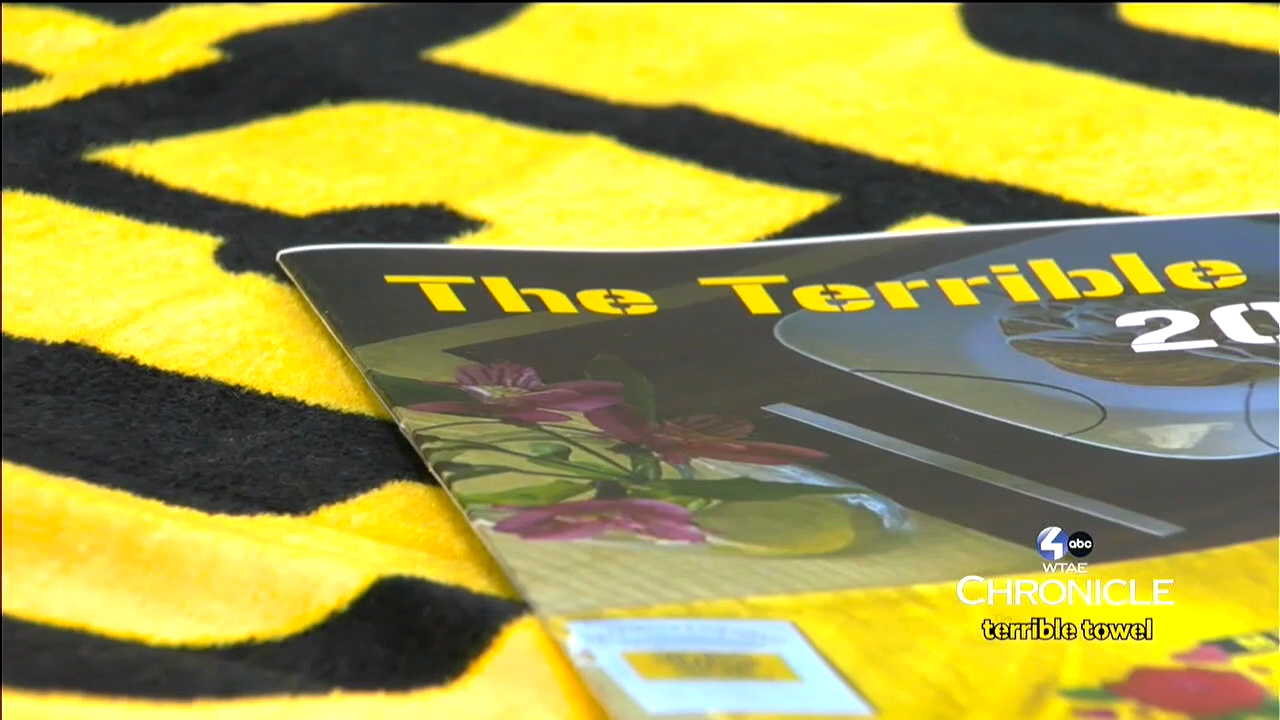 The Terrible
20
4 abc
WTAE
CHRONICLE
terrible towel